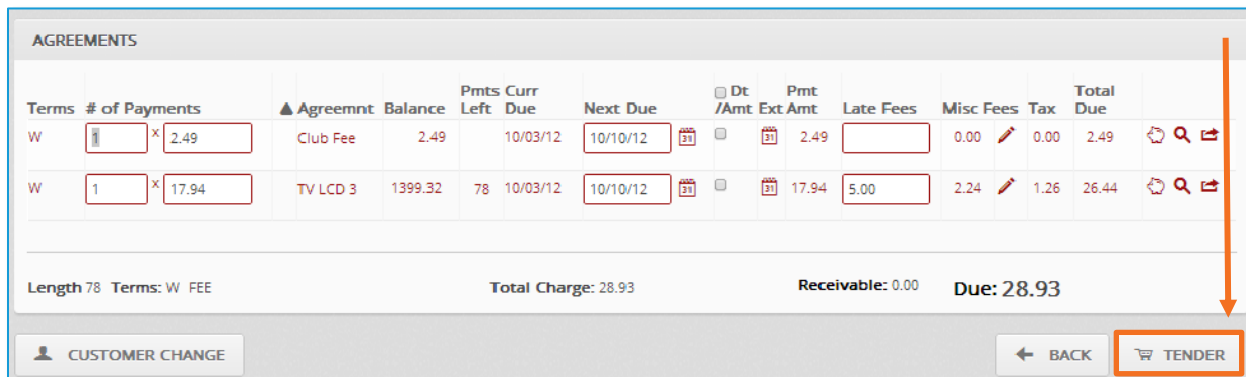 AGREEMENTS
Terms # of Payments ▲ Agreemnt Balance Pmts Left Curr Due Next Due Dt /Amt Ext Pmt Amt Late Fees Misc Fees Tax Total Due
W 1 x 2.49 Club Fee 2.49 10/03/12 10/10/12 31 31 2.49 0.00 0.00 2.49
W 1 x 17.94 TV LCD 3 1399.32 78 10/03/12 10/10/12 31 31 17.94 5.00 2.24 1.26 26.44
Length 78 Terms: W FEE Total Charge: 28.93 Receivable: 0.00 Due: 28.93
CUSTOMER CHANGE BACK TENDER